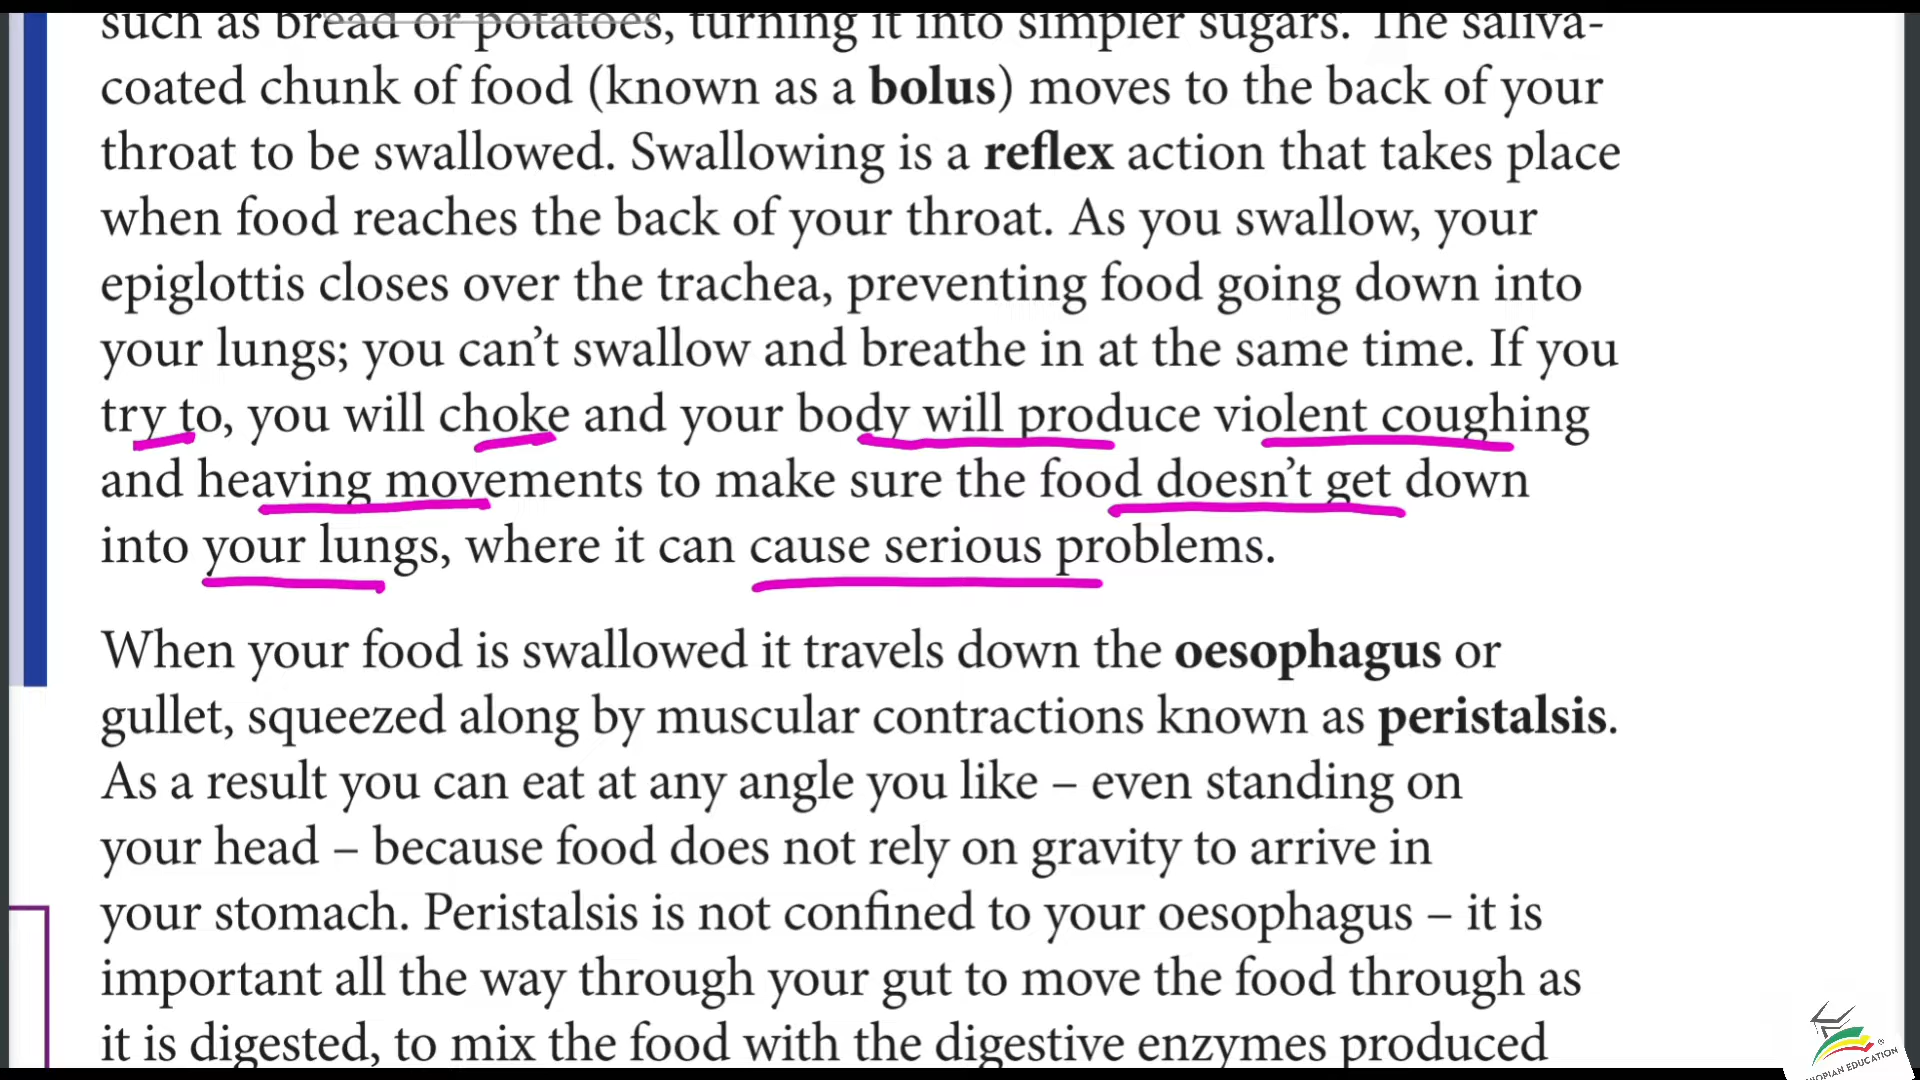 such as bread or potatoes, turning it into simpler sugars. The saliva-
coated chunk of food (known as a bolus) moves to the back of your
throat to be swallowed. Swallowing is a reflex action that takes place
when food reaches the back of your throat. As you swallow, your
epiglottis closes over the trachea, preventing food going down into
your lungs; you can’t swallow and breathe in at the same time. If you
try to, you will choke and your body will produce violent coughing
and heaving movements to make sure the food doesn’t get down
into your lungs, where it can cause serious problems.
When your food is swallowed it travels down the oesophagus or
gullet, squeezed along by muscular contractions known as peristalsis.
As a result you can eat at any angle you like – even standing on
your head – because food does not rely on gravity to arrive in
your stomach. Peristalsis is not confined to your oesophagus – it is
important all the way through your gut to move the food through as
it is digested, to mix the food with the digestive enzymes produced
EDUCATION